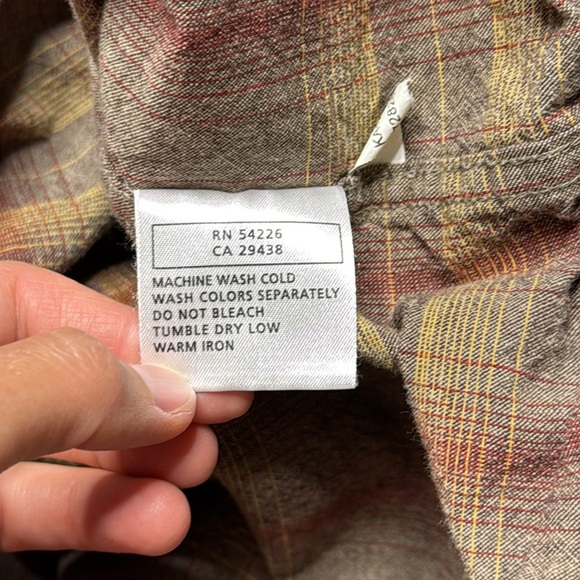 RN 54226
CA 29438
MACHINE WASH COLD
WASH COLORS SEPARATELY
DO NOT BLEACH
TUMBLE DRY LOW
WARM IRON